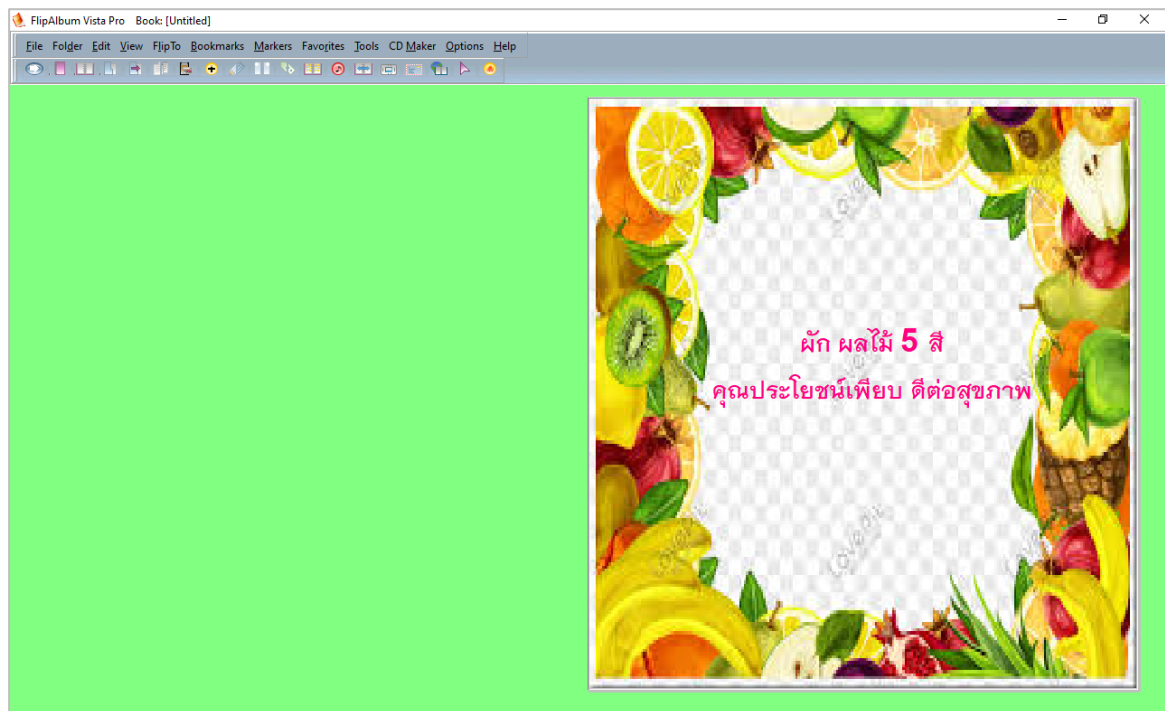 FlipAlbum Vista Pro Book: [Untitled]
File Folder Edit View FlipTo Bookmarks Markers Favorites Tools CD Maker Options Help
ผัก ผลไม้ 5 สี
คุณประโยชน์เพียบ ดีต่อสุขภาพ